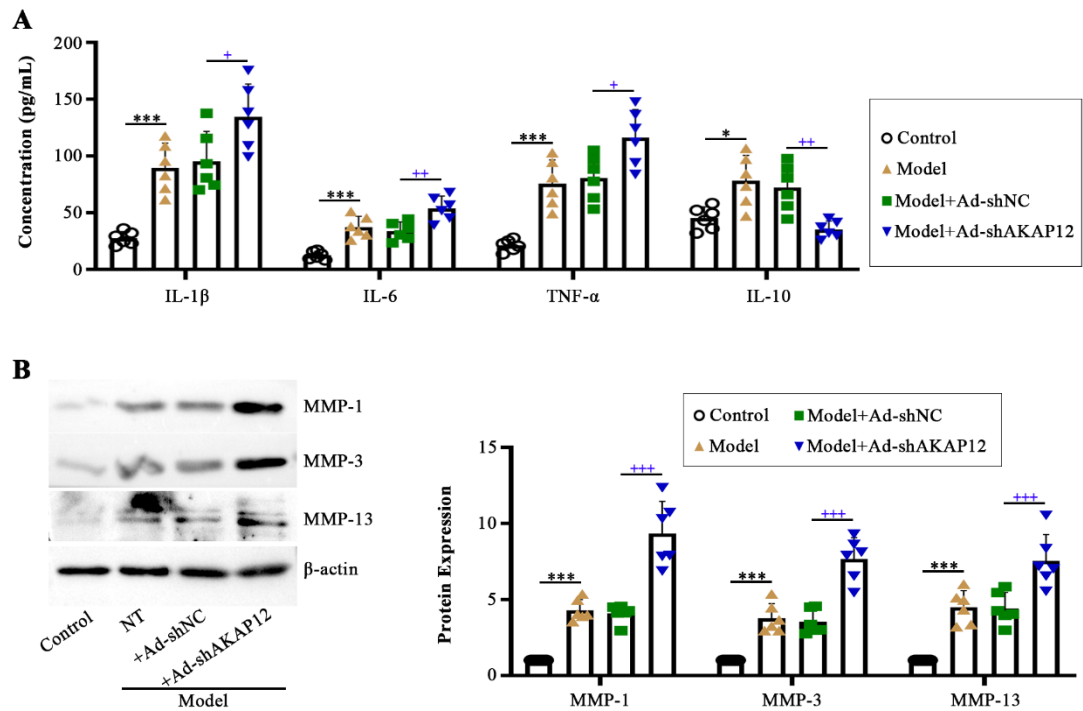 A
Concentration (pg/mL)
200
150
100
50
0
***
+
***
++
***
+
*
++
IL-1β
IL-6
TNF-α
IL-10
Control
Model
Model+Ad-shNC
Model+Ad-shAKAP12
B
MMP-1
MMP-3
MMP-13
β-actin
Control
NT
+Ad-shNC
+Ad-shAKAP12
Model
Control
Model+Ad-shNC
Model
Model+Ad-shAKAP12
Protein Expression
15
10
5
0
***
+++
***
+++
***
+++
MMP-1
MMP-3
MMP-13